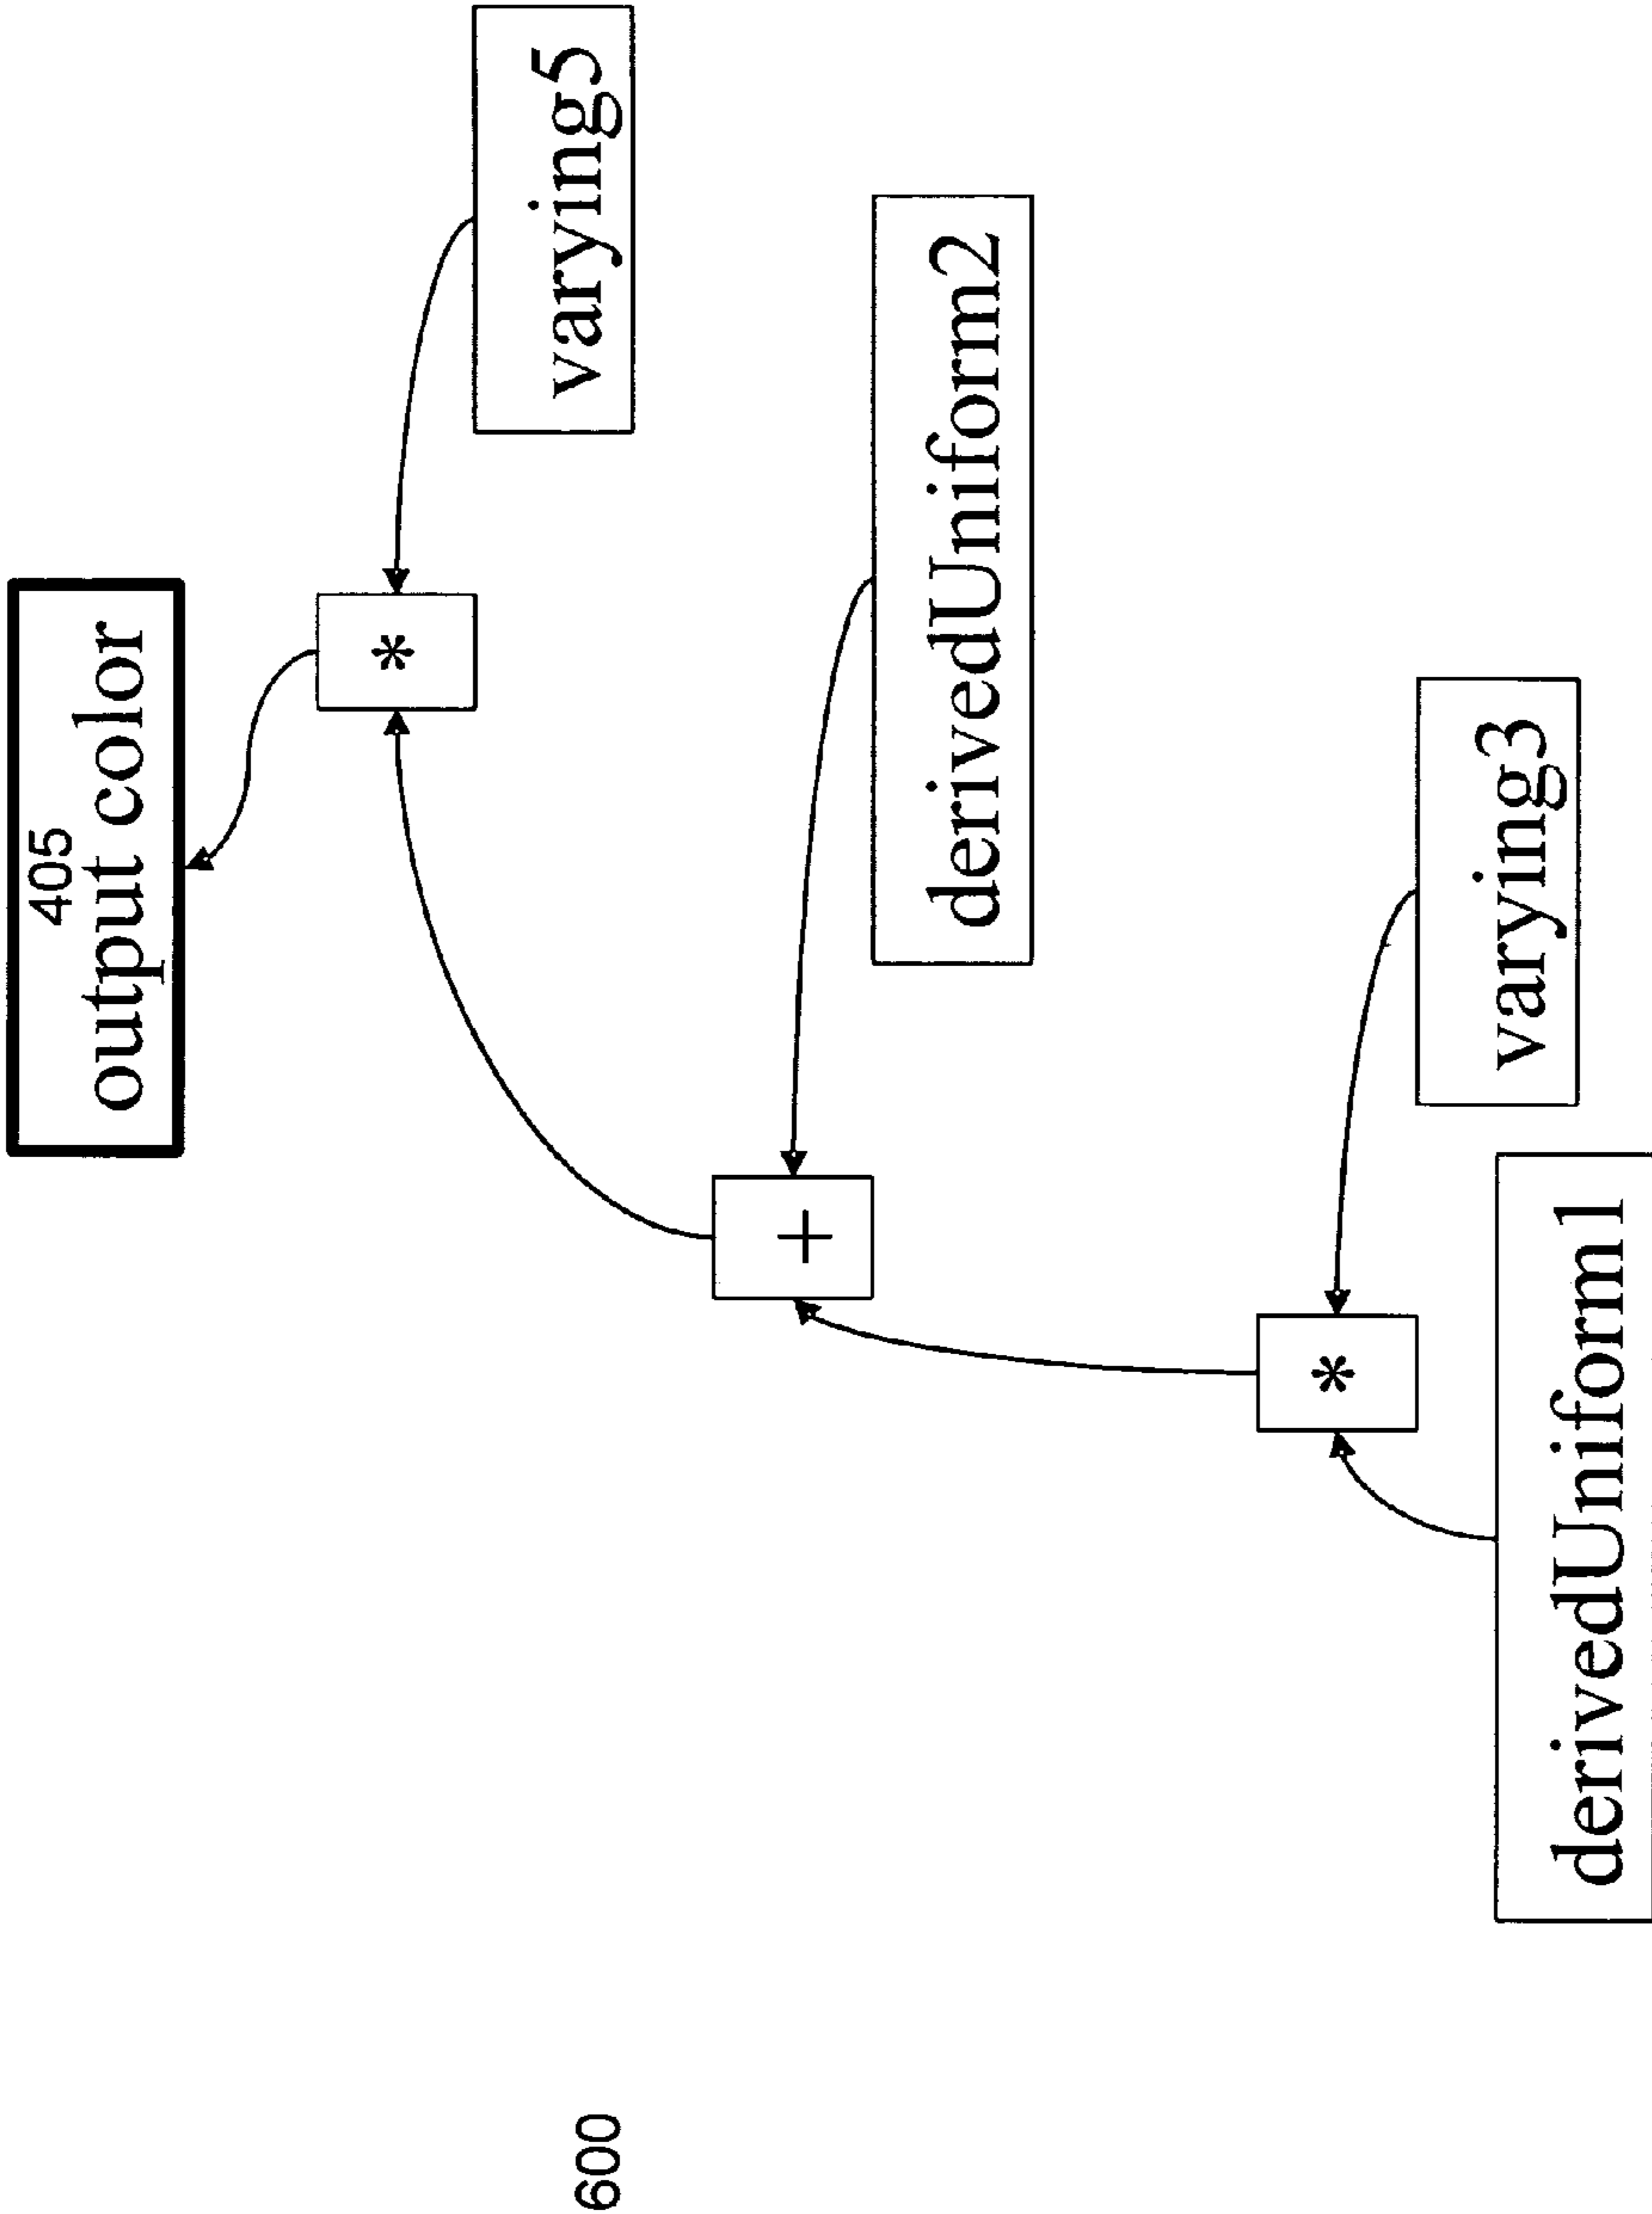 405
output color
*
varying5
+
derivedUniform2
*
varying3
derivedUniform1
600